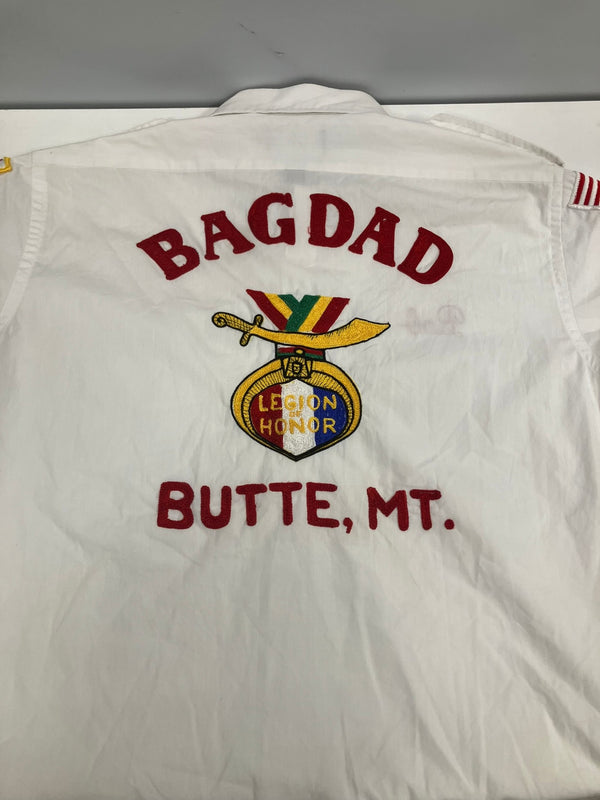 BAGDAD
LEGION
OF
HONOR
BUTTE, MT.